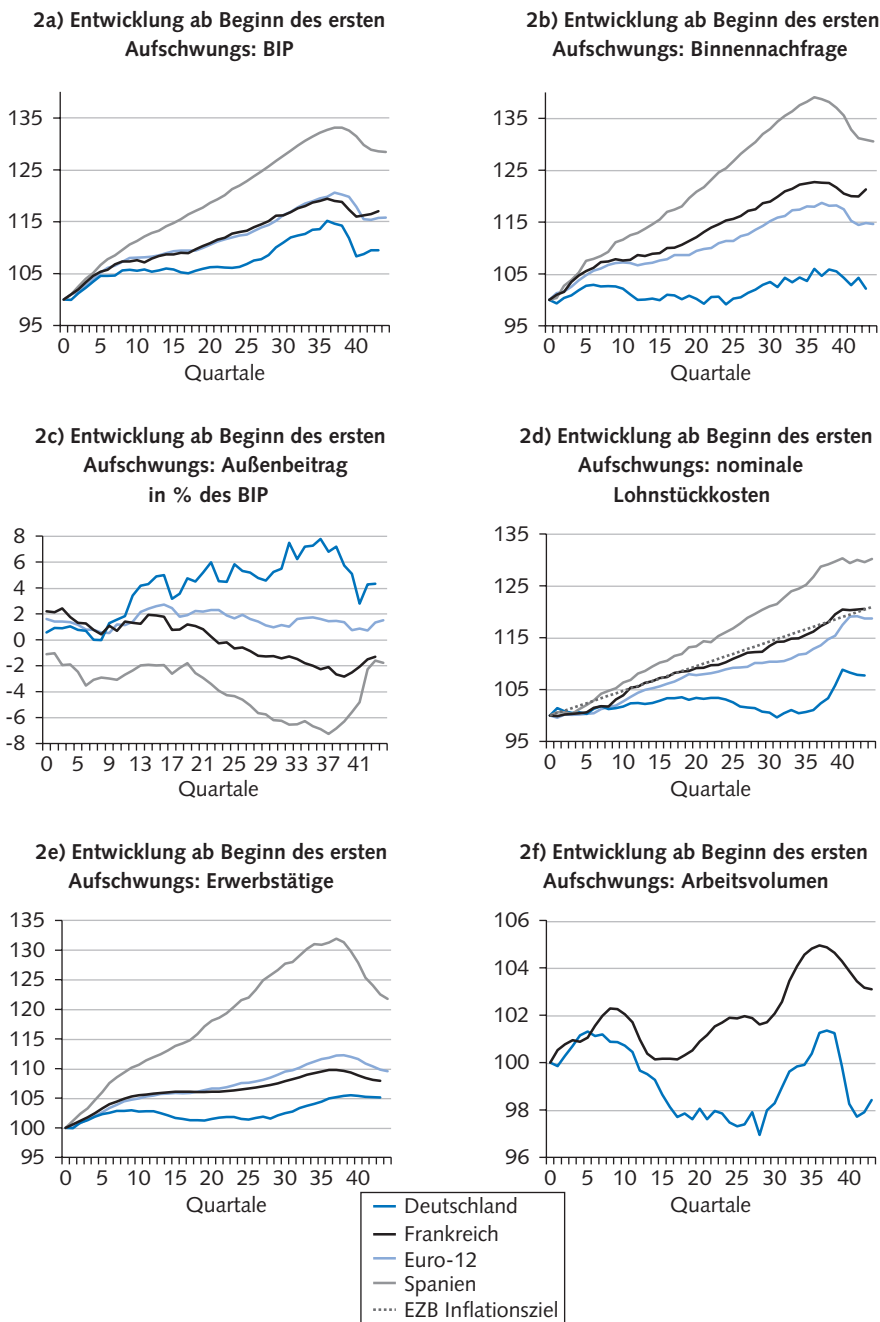 2a) Entwicklung ab Beginn des ersten
Aufschwungs: BIP
135
125
115
105
95
0 5 10 15 20 25 30 35 40
Quartale
2b) Entwicklung ab Beginn des ersten
Aufschwungs: Binnennachfrage
135
125
115
105
95
0 5 10 15 20 25 30 35 40
Quartale
2c) Entwicklung ab Beginn des ersten
Aufschwungs: Außenbeitrag
in % des BIP
8
6
4
2
0
-2
-4
-6
-8
0 5 9 13 17 21 25 29 33 37 41
Quartale
2d) Entwicklung ab Beginn des ersten
Aufschwungs: nominale
Lohnstückkosten
135
125
115
105
95
0 5 10 15 20 25 30 35 40
Quartale
2e) Entwicklung ab Beginn des ersten
Aufschwungs: Erwerbstätige
135
130
125
120
115
110
105
100
95
0 5 10 15 20 25 30 35 40
Quartale
2f) Entwicklung ab Beginn des ersten
Aufschwungs: Arbeitsvolumen
106
104
102
100
98
96
0 5 10 15 20 25 30 35 40
Quartale
Deutschland
Frankreich
Euro-12
Spanien
EZB Inflationsziel